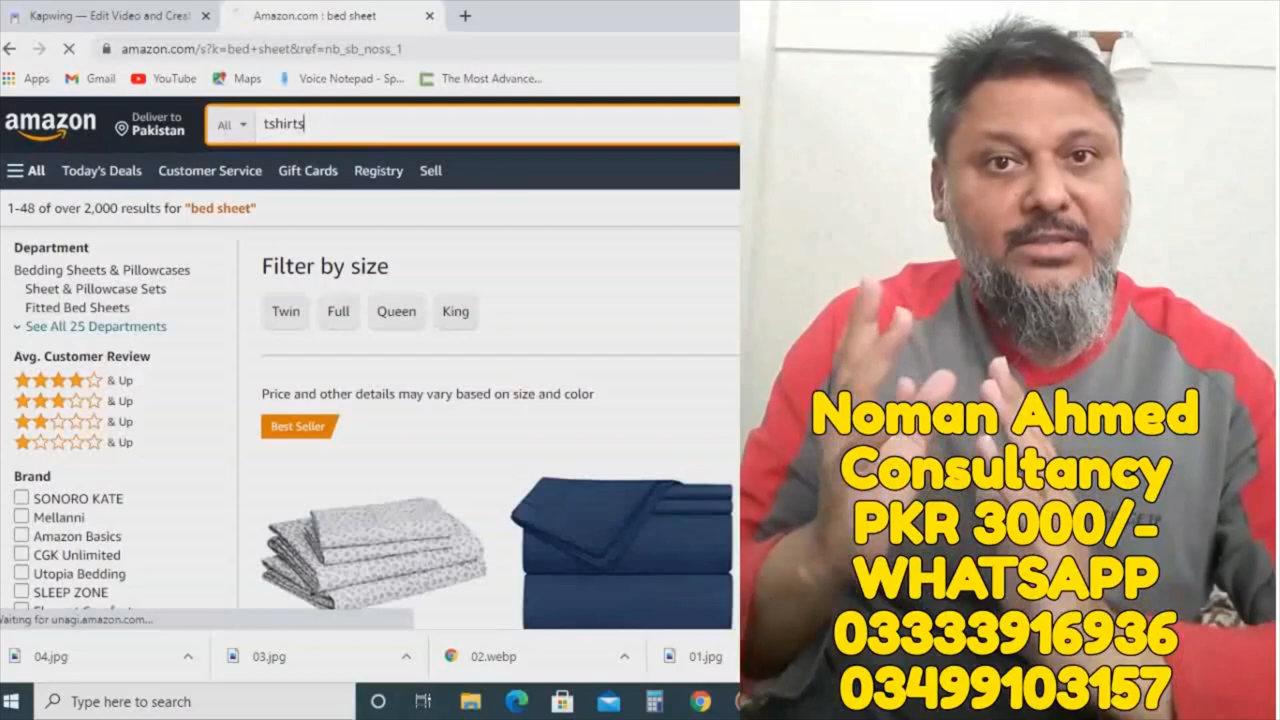 Kapwing — Edit Video and Creat
Amazon.com : bed sheet
amazon.com/s?k=bed+sheet&ref=nb_sb_noss_1
Apps
Gmail
YouTube
Maps
Voice Notepad - Sp...
The Most Advance...
amazon
Deliver to
Pakistan
All
tshirts
All
Today's Deals
Customer Service
Gift Cards
Registry
Sell
1-48 of over 2,000 results for "bed sheet"
Department
Bedding Sheets & Pillowcases
Sheet & Pillowcase Sets
Fitted Bed Sheets
See All 25 Departments
Avg. Customer Review
& Up
& Up
& Up
& Up
Brand
SONORO KATE
Mellanni
Amazon Basics
CGK Unlimited
Utopia Bedding
SLEEP ZONE
Filter by size
Twin
Full
Queen
King
Price and other details may vary based on size and color
Best Seller
Waiting for unagi.amazon.com...
04.jpg
03.jpg
02.webp
01.jpg
Type here to search
Noman Ahmed
Consultancy
PKR 3000/-
WHATSAPP
03333916936
03499103157